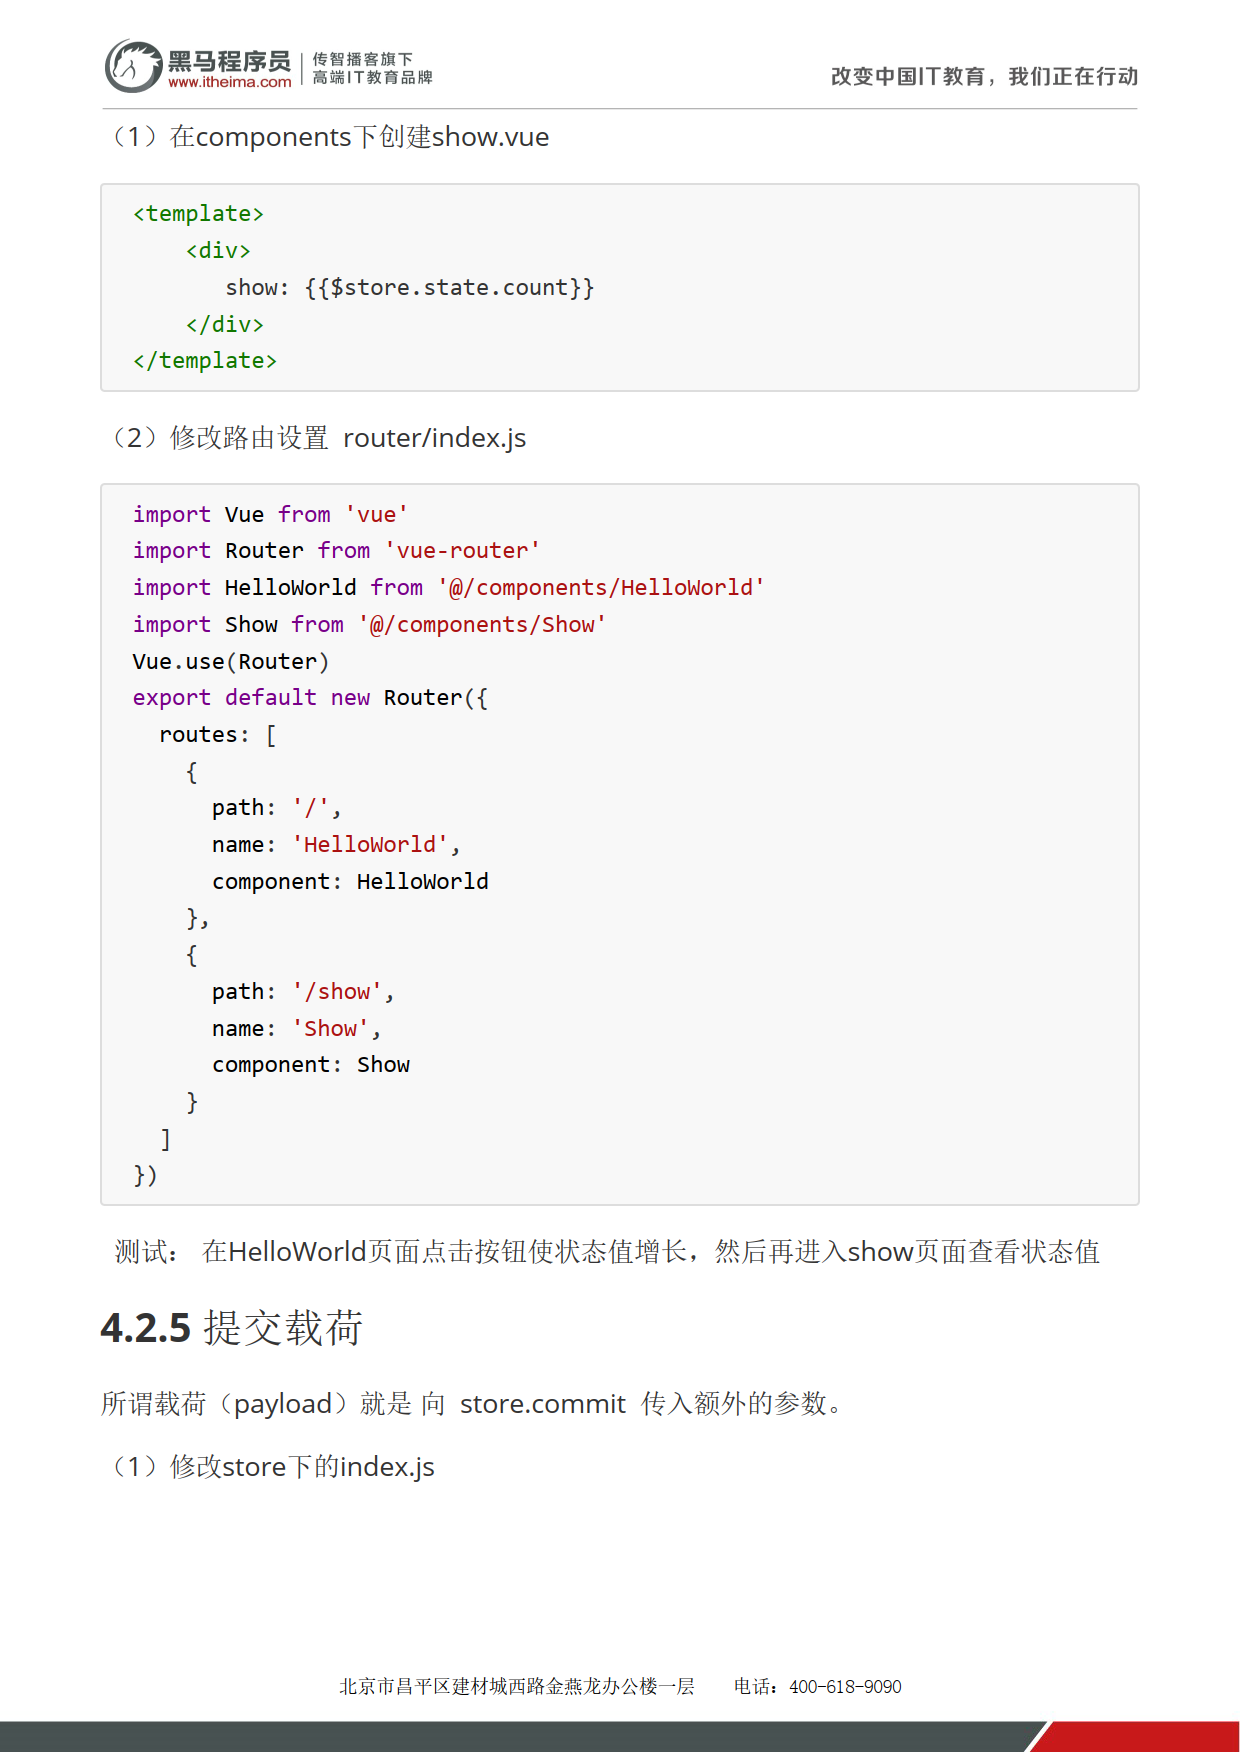 黑马程序员
www.itheima.com
传智播客旗下
高端IT教育品牌
改变中国IT教育，我们正在行动
（1）在components下创建show.vue
<template>
    <div>
       show: {{$store.state.count}}
    </div>
</template>
（2）修改路由设置 router/index.js
import Vue from 'vue'
import Router from 'vue-router'
import HelloWorld from '@/components/HelloWorld'
import Show from '@/components/Show'
Vue.use(Router)
export default new Router({
  routes: [
    {
      path: '/',
      name: 'HelloWorld',
      component: HelloWorld
    },
    {
      path: '/show',
      name: 'Show',
      component: Show
    }
  ]
})
测试： 在HelloWorld页面点击按钮使状态值增长，然后再进入show页面查看状态值
4.2.5 提交载荷
所谓载荷（payload）就是 向 store.commit 传入额外的参数。
（1）修改store下的index.js
北京市昌平区建材城西路金燕龙办公楼一层 电话：400-618-9090